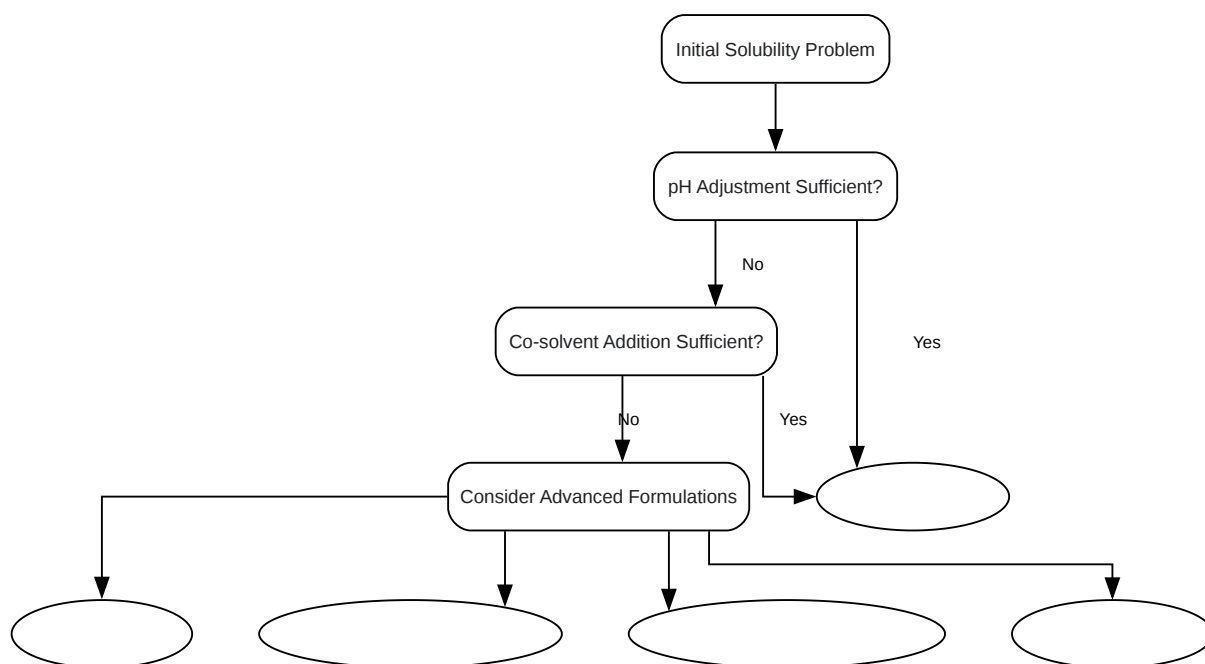 Initial Solubility Problem
pH Adjustment Sufficient?
No
Co-solvent Addition Sufficient?
Yes
No
Yes
Consider Advanced Formulations